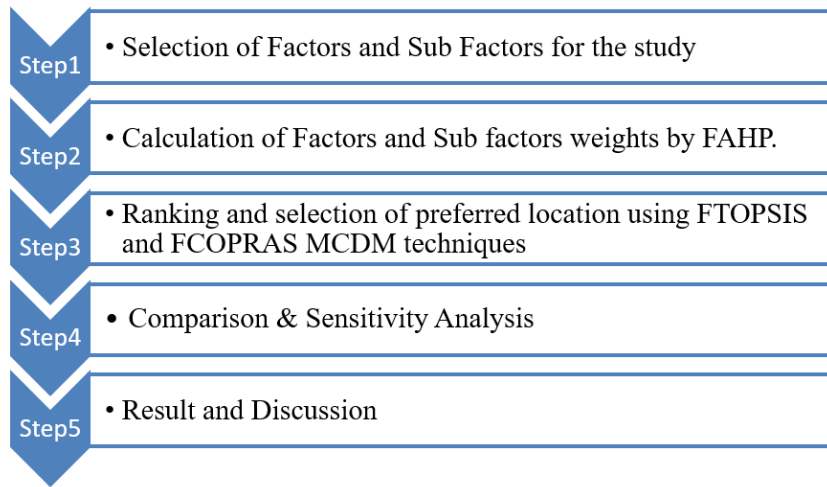 Step1
• Selection of Factors and Sub Factors for the study
Step2
• Calculation of Factors and Sub factors weights by FAHP.
Step3
• Ranking and selection of preferred location using FTOPSIS
and FCOPRAS MCDM techniques
Step4
• Comparison & Sensitivity Analysis
Step5
• Result and Discussion